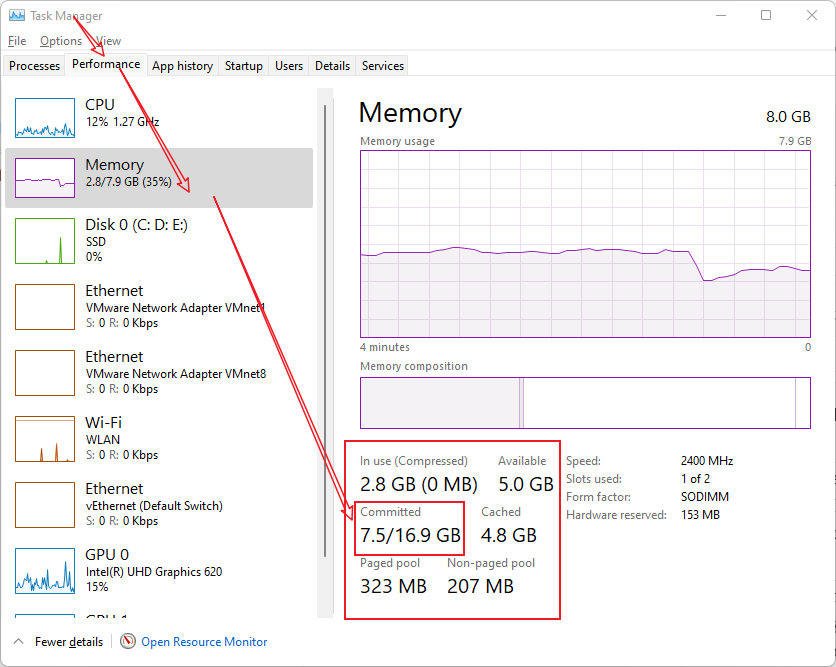 Task Manager
File Options View
Processes Performance App history Startup Users Details Services
CPU
12% 1.27 GHz
Memory
2.8/7.9 GB (35%)
Disk 0 (C: D: E:)
SSD
0%
Ethernet
VMware Network Adapter VMnet1
S: 0 R: 0 Kbps
Ethernet
VMware Network Adapter VMnet8
S: 0 R: 0 Kbps
Wi-Fi
WLAN
S: 0 R: 0 Kbps
Ethernet
vEthernet (Default Switch)
S: 0 R: 0 Kbps
GPU 0
Intel(R) UHD Graphics 620
15%
GPU 1
Memory 8.0 GB
Memory usage 7.9 GB
4 minutes 0
Memory composition
In use (Compressed) Available
2.8 GB (0 MB) 5.0 GB
Committed Cached
7.5/16.9 GB 4.8 GB
Paged pool Non-paged pool
323 MB 207 MB
Speed: 2400 MHz
Slots used: 1 of 2
Form factor: SODIMM
Hardware reserved: 153 MB
Fewer details Open Resource Monitor